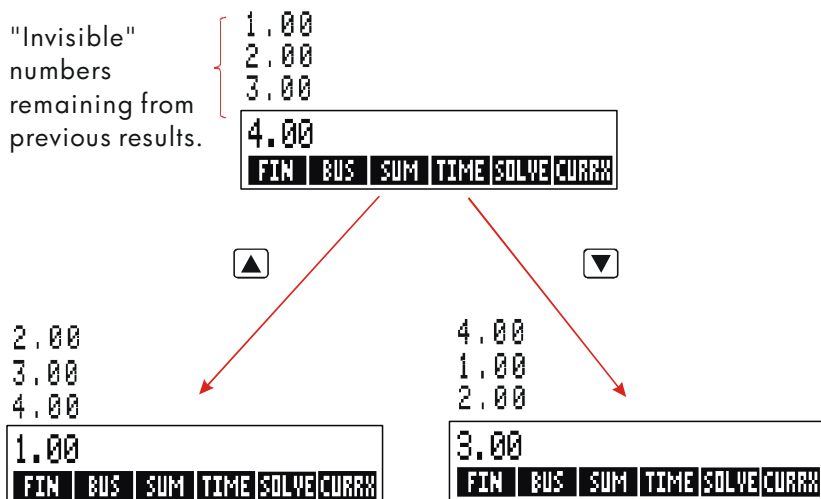 "Invisible"
numbers
remaining from
previous results.
1.00
2.00
3.00
4.00
FIN BUS SUM TIME SOLVE CURRX
▲
▼
2.00
3.00
4.00
1.00
FIN BUS SUM TIME SOLVE CURRX
4.00
1.00
2.00
3.00
FIN BUS SUM TIME SOLVE CURRX